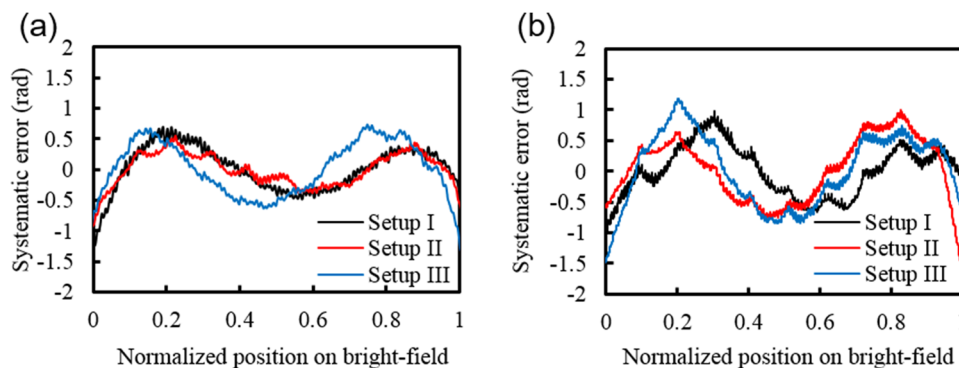 (a)
Systematic error (rad)
2
1.5
1
0.5
0
-0.5
-1
-1.5
-2
Setup I
Setup II
Setup III
0 0.2 0.4 0.6 0.8 1
Normalized position on bright-field
(b)
Systematic error (rad)
2
1.5
1
0.5
0
-0.5
-1
-1.5
-2
Setup I
Setup II
Setup III
0 0.2 0.4 0.6 0.8 1
Normalized position on bright-field